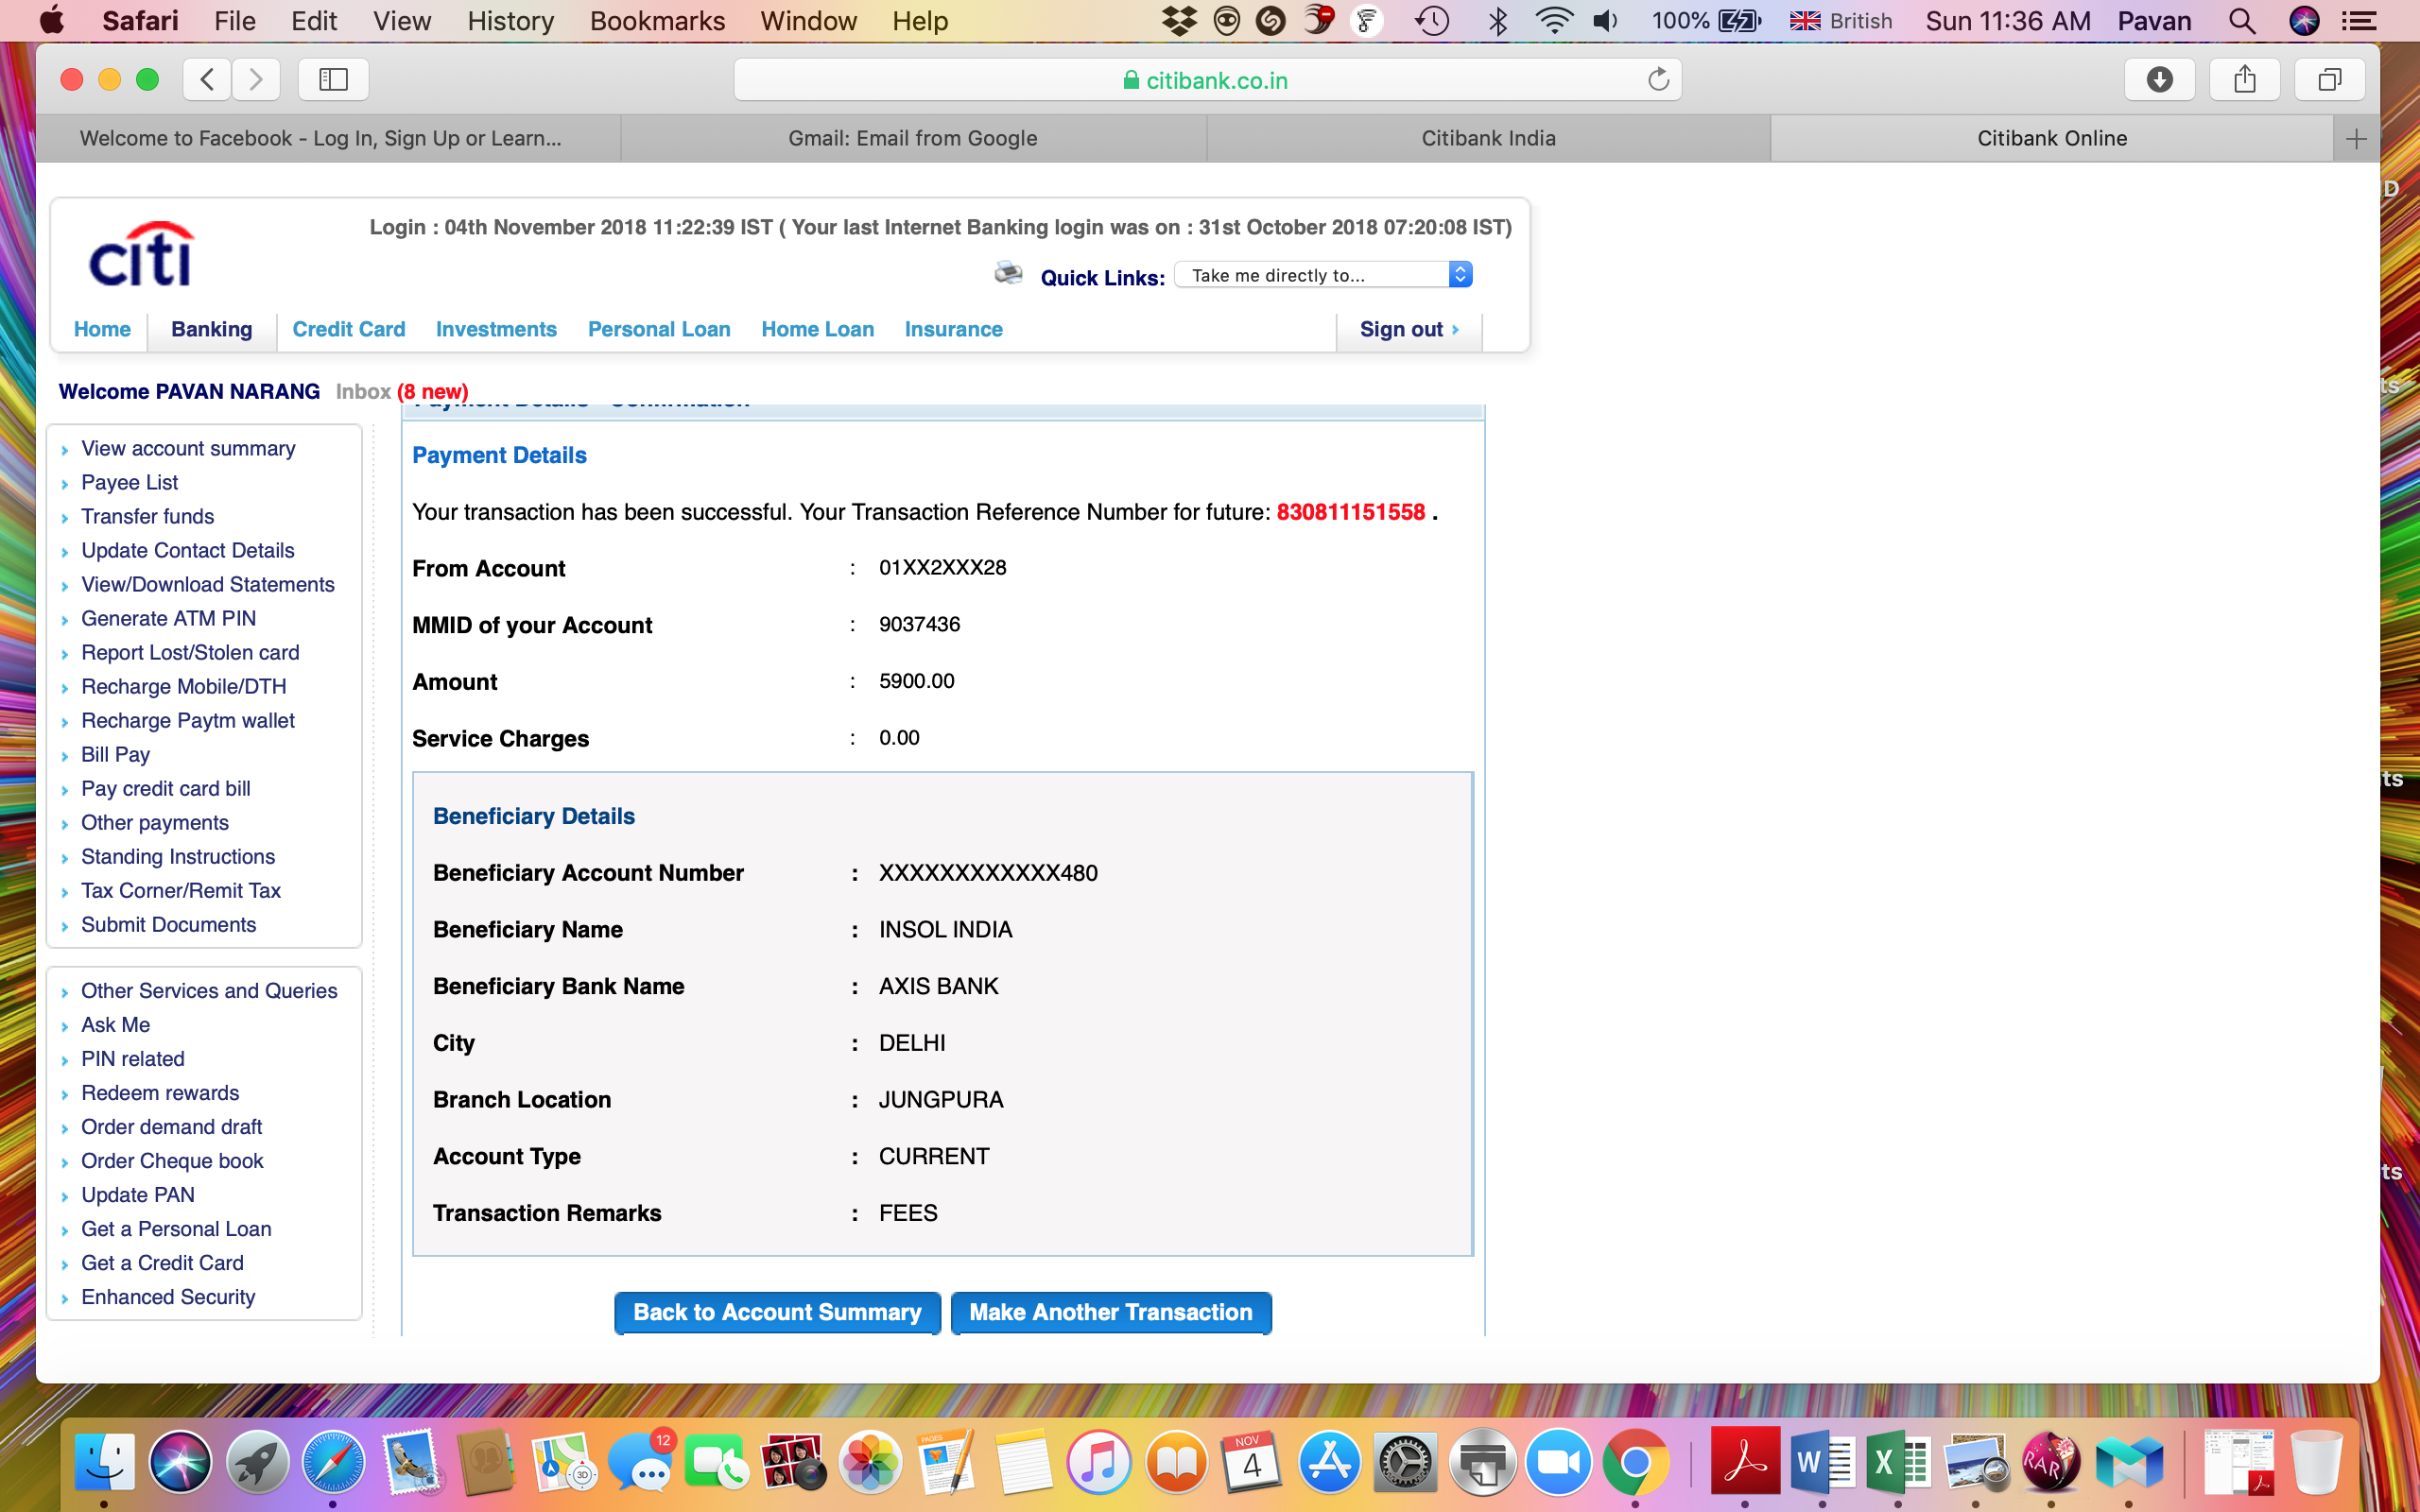 Safari File Edit View History Bookmarks Window Help 100% British Sun 11:36 AM Pavan
citibank.co.in
Welcome to Facebook - Log In, Sign Up or Learn... Gmail: Email from Google Citibank India Citibank Online
citi
Login : 04th November 2018 11:22:39 IST ( Your last Internet Banking login was on : 31st October 2018 07:20:08 IST)
Quick Links: Take me directly to...
Home Banking Credit Card Investments Personal Loan Home Loan Insurance Sign out
Welcome PAVAN NARANG Inbox (8 new)
Payment Details - Confirmation
View account summary
Payee List
Transfer funds
Update Contact Details
View/Download Statements
Generate ATM PIN
Report Lost/Stolen card
Recharge Mobile/DTH
Recharge Paytm wallet
Bill Pay
Pay credit card bill
Other payments
Standing Instructions
Tax Corner/Remit Tax
Submit Documents
Other Services and Queries
Ask Me
PIN related
Redeem rewards
Order demand draft
Order Cheque book
Update PAN
Get a Personal Loan
Get a Credit Card
Enhanced Security
Payment Details
Your transaction has been successful. Your Transaction Reference Number for future: 830811151558 .
From Account : 01XX2XXX28
MMID of your Account : 9037436
Amount : 5900.00
Service Charges : 0.00
Beneficiary Details
Beneficiary Account Number : XXXXXXXXXXXX480
Beneficiary Name : INSOL INDIA
Beneficiary Bank Name : AXIS BANK
City : DELHI
Branch Location : JUNGPURA
Account Type : CURRENT
Transaction Remarks : FEES
Back to Account Summary Make Another Transaction
D
ts
ts
ts
3D
12
PAGES
NOV
4
W
X
RAR